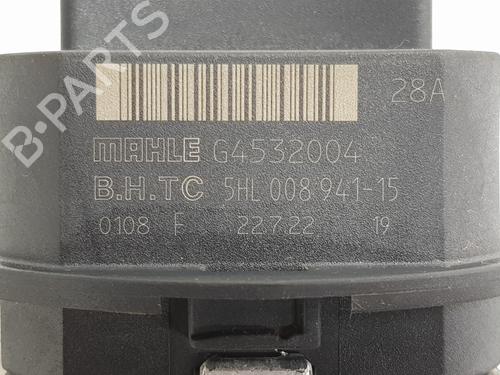 B-PARTS
28A
MAHLE G4532004
B.H.TC 5HL 008 941-15
0108 F 22.7.22 19